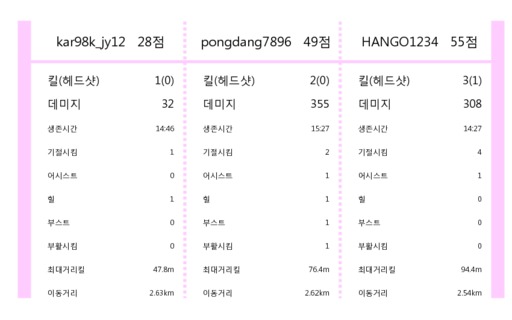 kar98k_jy12 28점 pongdang7896 49점 HANGO1234 55점
킬(헤드샷) 1(0) 킬(헤드샷) 2(0) 킬(헤드샷) 3(1)
데미지 32 데미지 355 데미지 308
생존시간 14:46 생존시간 15:27 생존시간 14:27
기절시킴 1 기절시킴 2 기절시킴 4
어시스트 0 어시스트 1 어시스트 1
힐 1 힐 1 힐 0
부스트 0 부스트 1 부스트 0
부활시킴 0 부활시킴 1 부활시킴 0
최대거리킬 47.8m 최대거리킬 76.4m 최대거리킬 94.4m
이동거리 2.63km 이동거리 2.62km 이동거리 2.54km